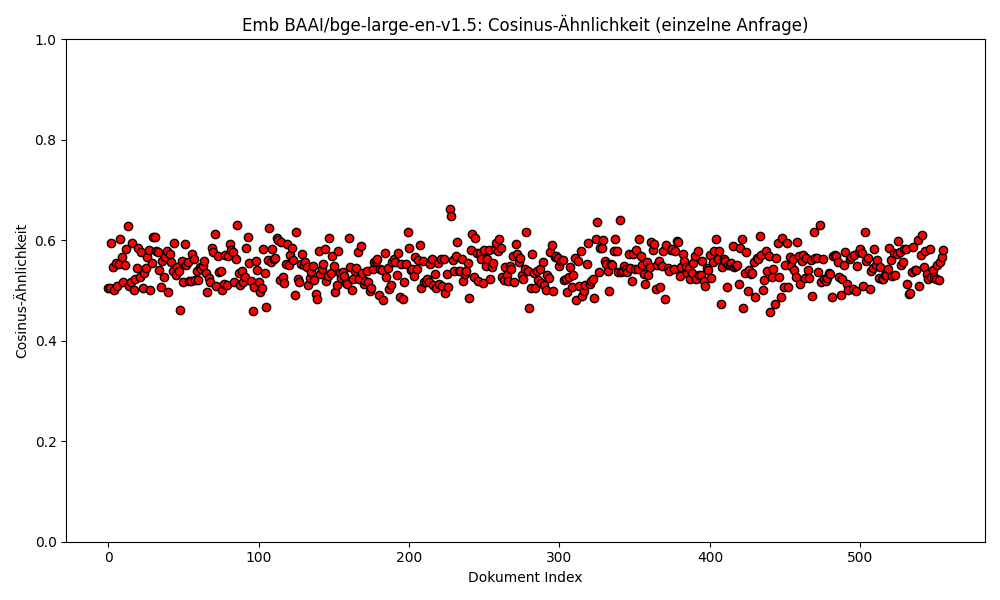 Emb BAAI/bge-large-en-v1.5: Cosinus-Ähnlichkeit (einzelne Anfrage)
1.0
0.8
0.6
0.4
0.2
0.0
Cosinus-Ähnlichkeit
0 100 200 300 400 500
Dokument Index